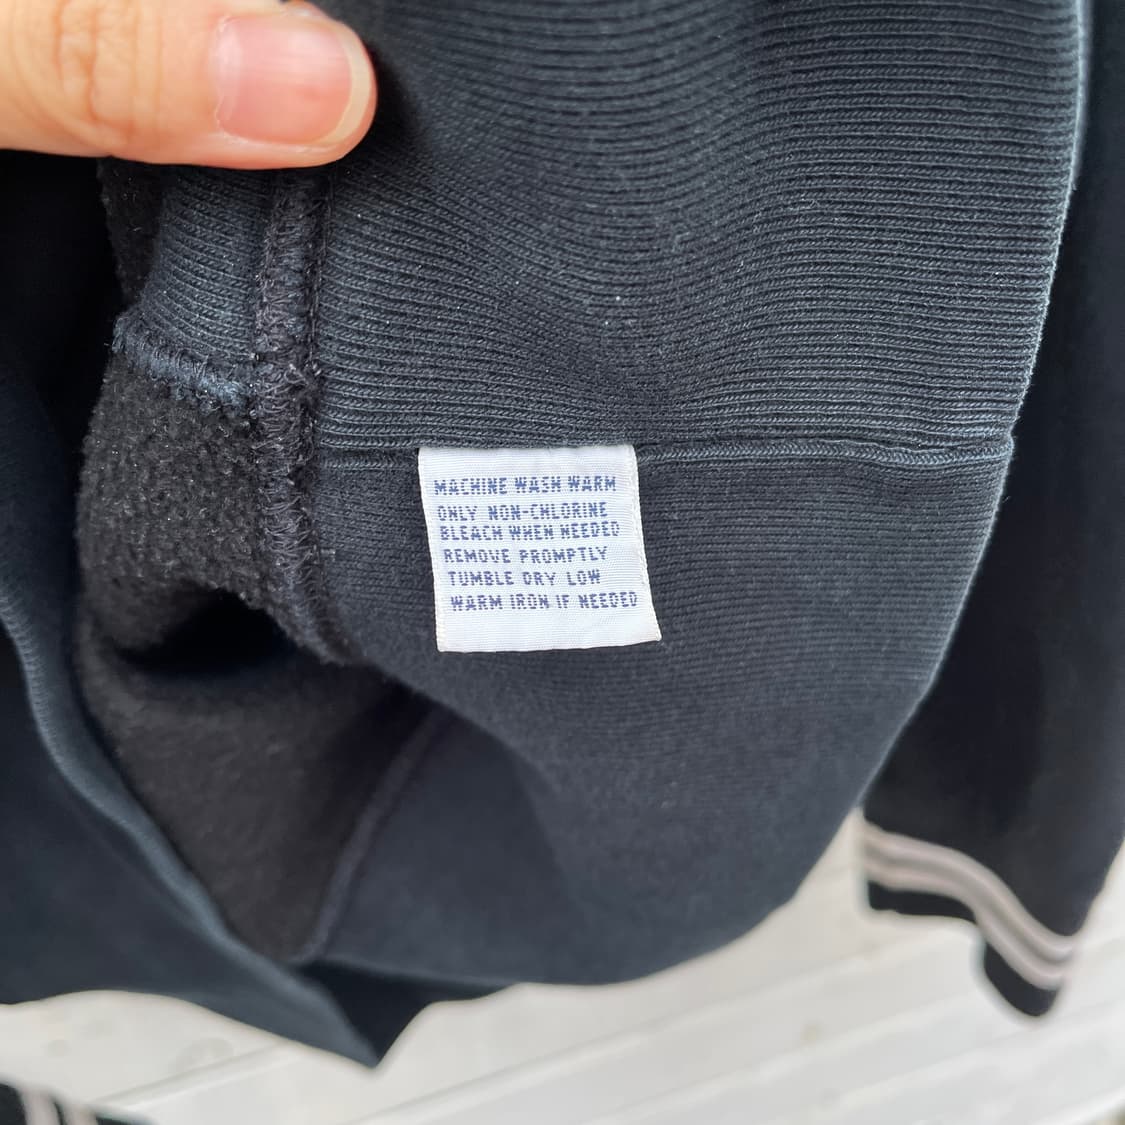 MACHINE WASH WARM
ONLY NON-CHLORINE
BLEACH WHEN NEEDED
REMOVE PROMPTLY
TUMBLE DRY LOW
WARM IRON IF NEEDED